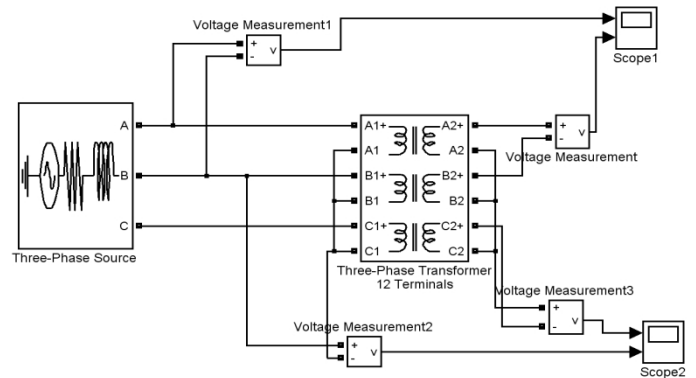 Voltage Measurement1
+
-
v
Scope1
A
B
C
Three-Phase Source
A1+
A1
B1+
B1
C1+
C1
A2+
A2
B2+
B2
C2+
C2
Three-Phase Transformer
12 Terminals
+
-
v
Voltage Measurement
Voltage Measurement3
+
-
v
Voltage Measurement2
+
-
v
Scope2